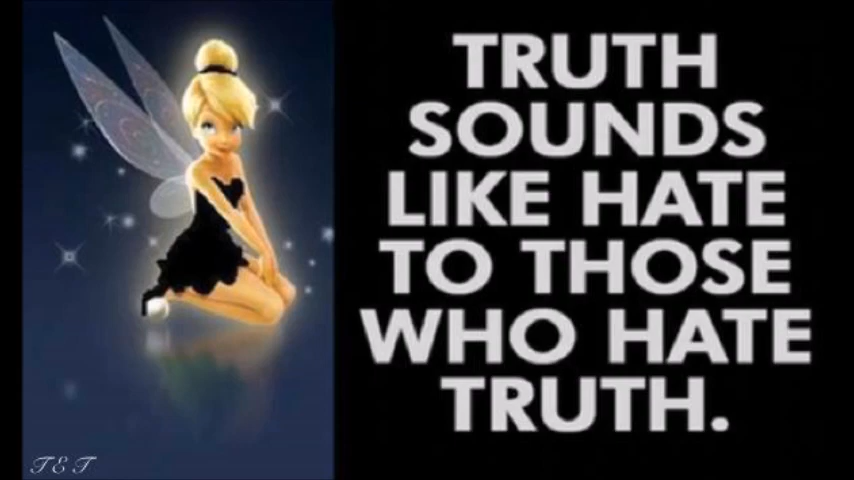 TRUTH
SOUNDS
LIKE HATE
TO THOSE
WHO HATE
TRUTH.
T&T